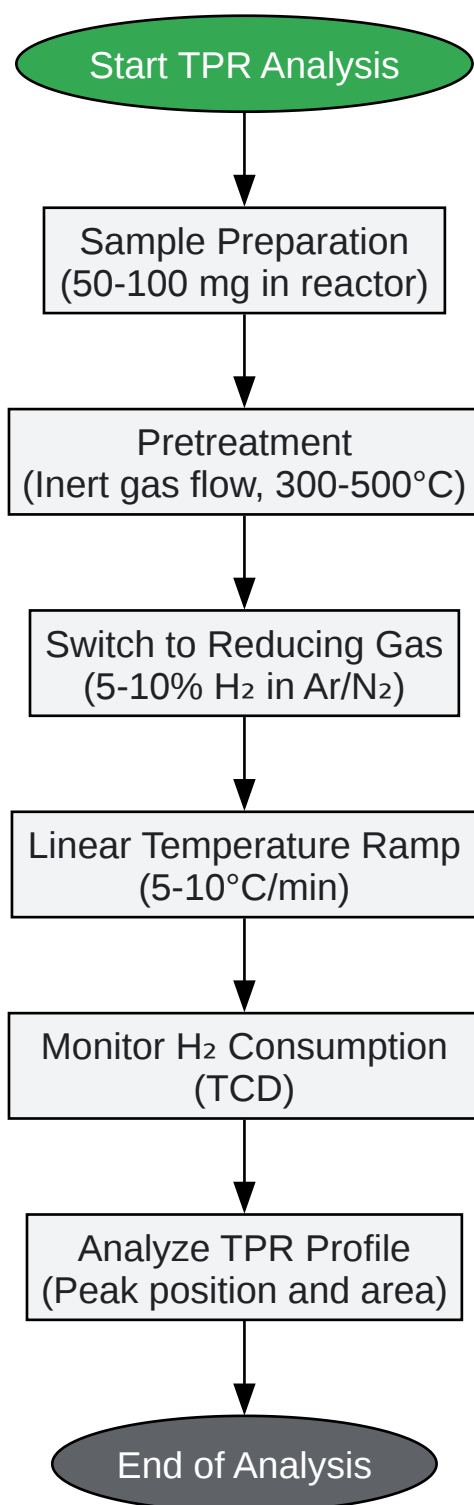 Start TPR Analysis
Sample Preparation
(50-100 mg in reactor)
Pretreatment
(Inert gas flow, 300-500°C)
Switch to Reducing Gas
(5-10% H₂ in Ar/N₂)
Linear Temperature Ramp
(5-10°C/min)
Monitor H₂ Consumption
(TCD)
Analyze TPR Profile
(Peak position and area)
End of Analysis